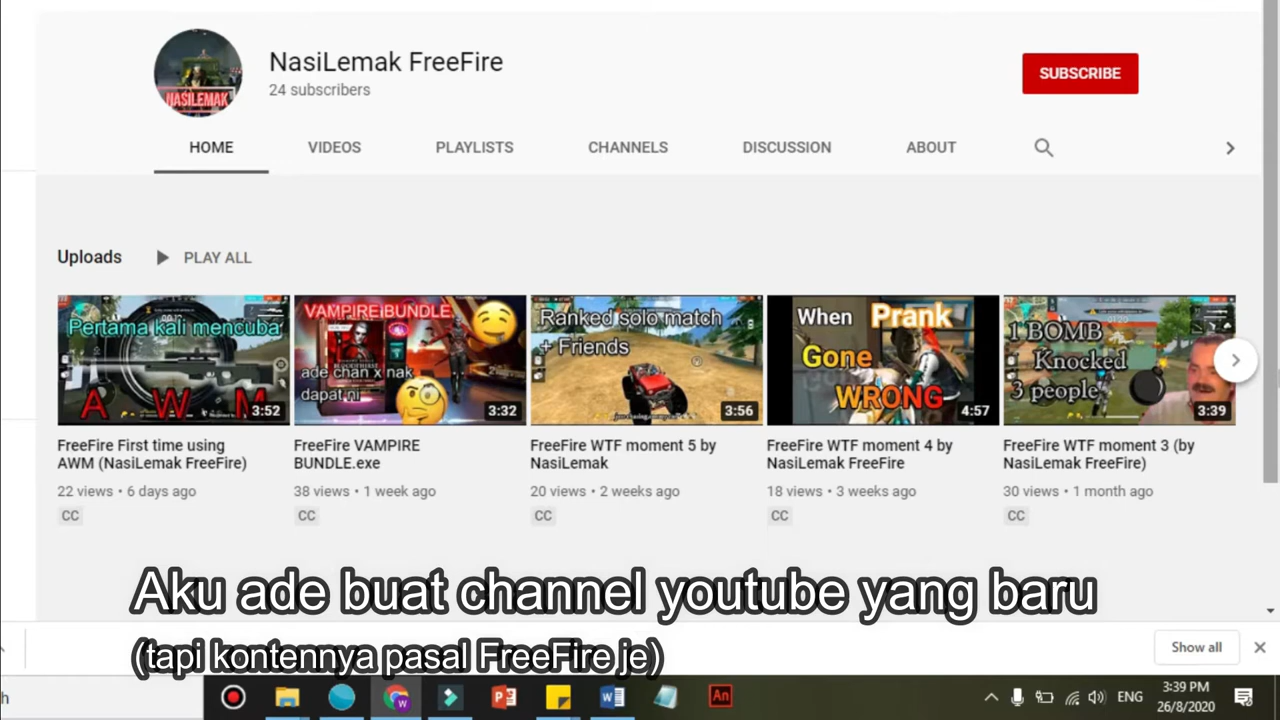 NASILEMAK
NasiLemak FreeFire
24 subscribers
SUBSCRIBE
HOME VIDEOS PLAYLISTS CHANNELS DISCUSSION ABOUT
Uploads PLAY ALL
Pertama kali mencuba
A W M
3:52
VAMPIRE BUNDLE
ade chan x nak
dapat ni
3:32
Ranked solo match
+ Friends
3:56
When Prank
Gone
WRONG
4:57
1 BOMB
Knocked
3 people
3:39
FreeFire First time using
AWM (NasiLemak FreeFire)
22 views • 6 days ago
CC
FreeFire VAMPIRE
BUNDLE.exe
38 views • 1 week ago
CC
FreeFire WTF moment 5 by
NasiLemak
20 views • 2 weeks ago
CC
FreeFire WTF moment 4 by
NasiLemak FreeFire
18 views • 3 weeks ago
CC
FreeFire WTF moment 3 (by
NasiLemak FreeFire)
30 views • 1 month ago
CC
Aku ade buat channel youtube yang baru
(tapi kontennya pasal FreeFire je)
Show all
h
W
P
W
An
ENG
3:39 PM
26/8/2020